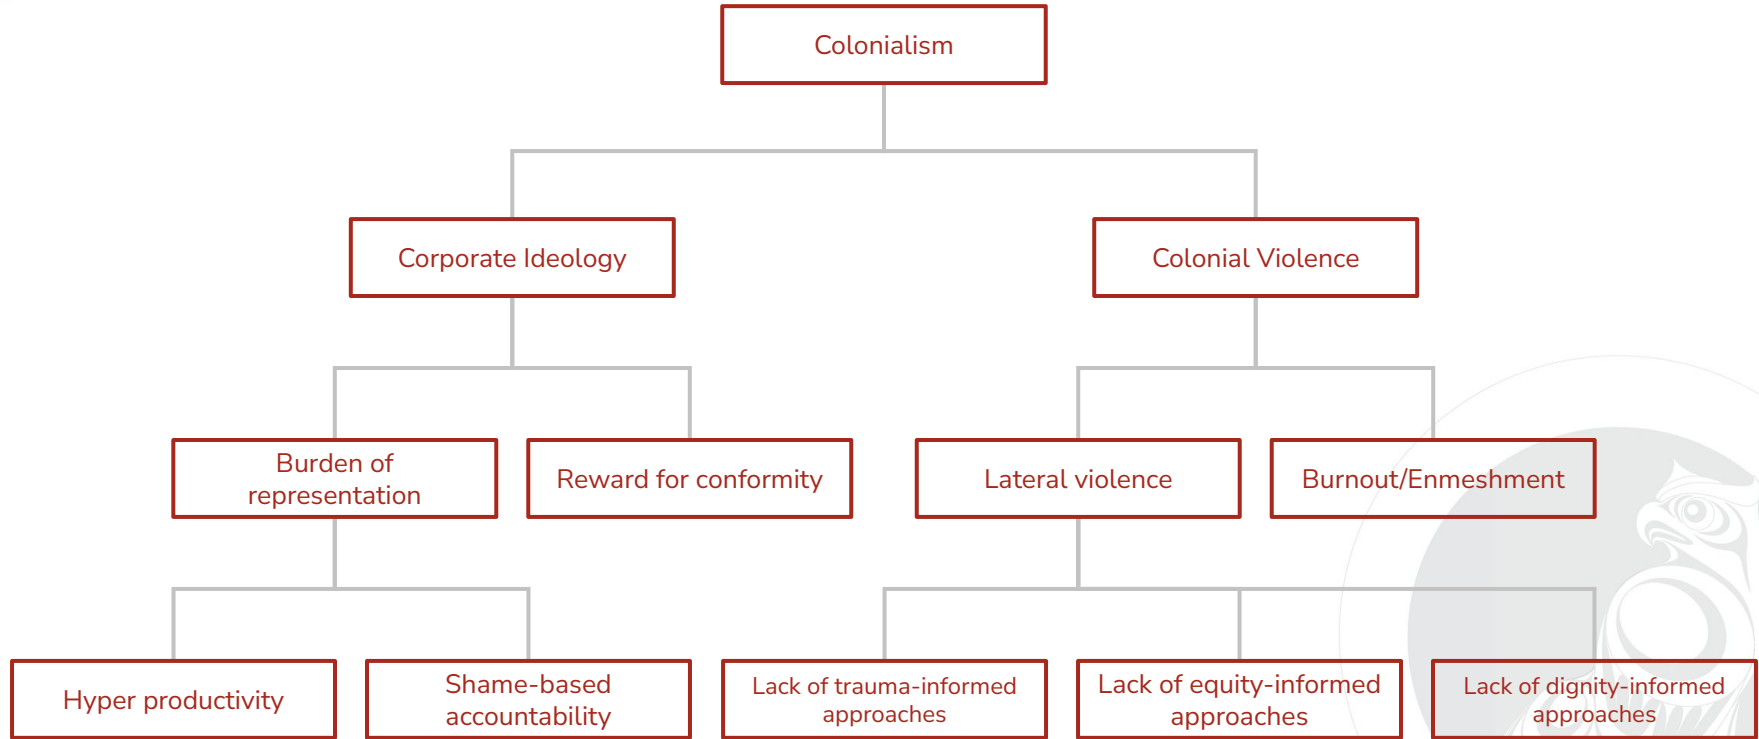 Colonialism
Corporate Ideology
Colonial Violence
Burden of
representation
Reward for conformity
Lateral violence
Burnout/Enmeshment
Hyper productivity
Shame-based
accountability
Lack of trauma-informed
approaches
Lack of equity-informed
approaches
Lack of dignity-informed
approaches